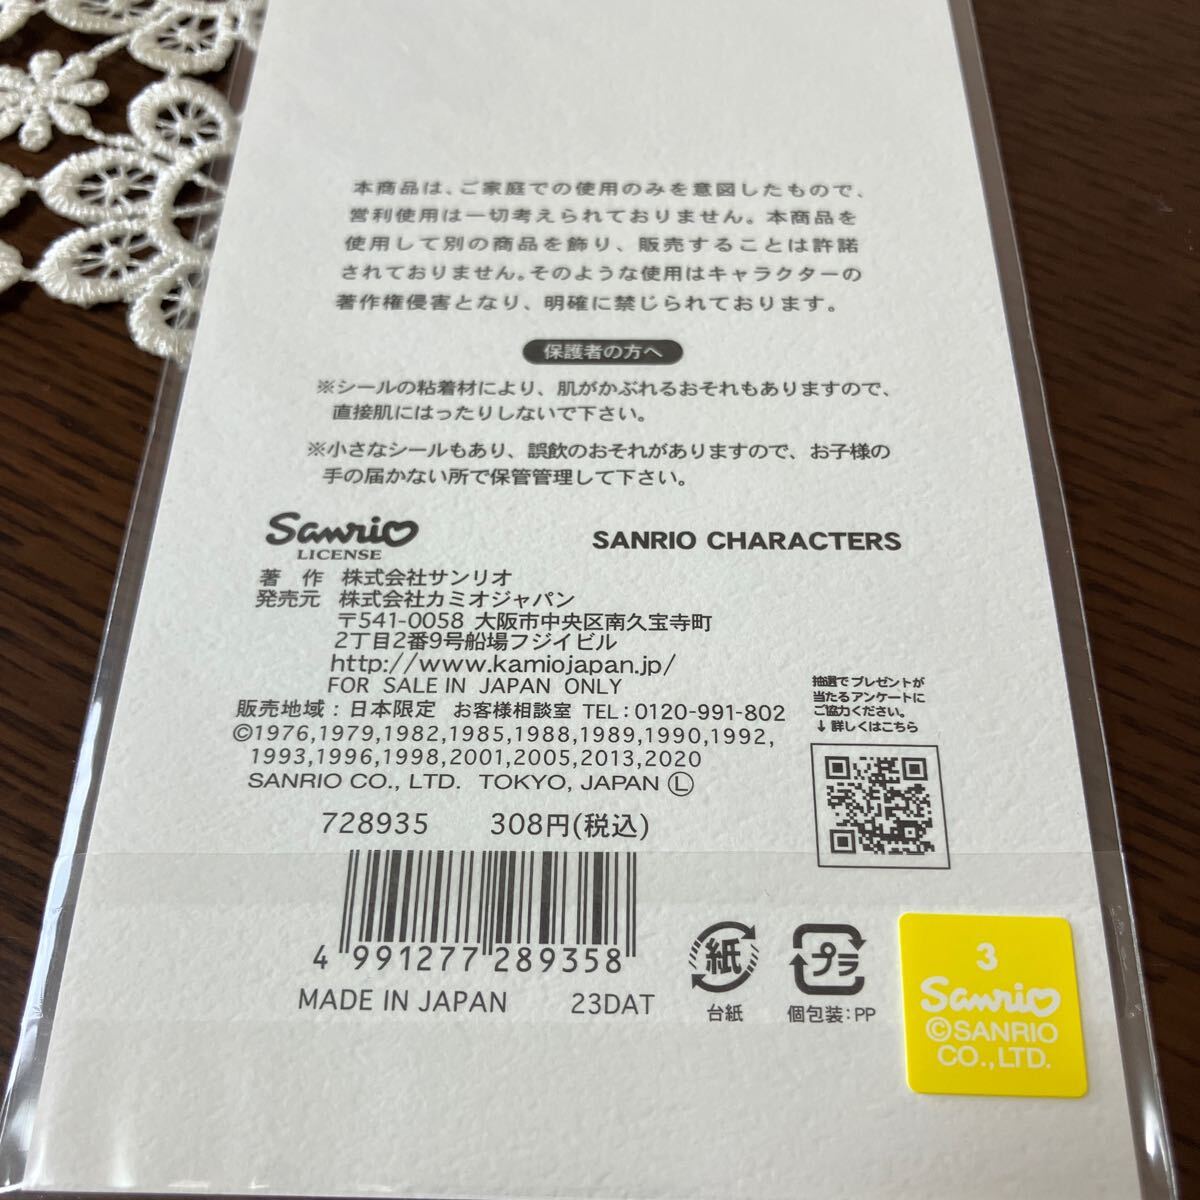 本商品は、ご家庭での使用のみを意図したもので、
営利使用は一切考えられておりません。本商品を
使用して別の商品を飾り、販売することは許諾
されておりません。そのような使用はキャラクターの
著作権侵害となり、明確に禁じられております。
保護者の方へ
※シールの粘着材により、肌がかぶれるおそれもありますので、
直接肌にはったりしないで下さい。
※小さなシールもあり、誤飲のおそれがありますので、お子様の
手の届かない所で保管管理して下さい。
Sanrio
LICENSE
SANRIO CHARACTERS
著 作 株式会社サンリオ
発売元 株式会社カミオジャパン
〒541-0058 大阪市中央区南久宝寺町
2丁目2番9号船場フジイビル
http://www.kamiojapan.jp/
FOR SALE IN JAPAN ONLY
販売地域:日本限定 お客様相談室 TEL:0120-991-802
©1976,1979,1982,1985,1988,1989,1990,1992,
1993,1996,1998,2001,2005,2013,2020
SANRIO CO., LTD. TOKYO, JAPAN Ⓛ
抽選でプレゼントが
当たるアンケートに
ご協力ください。
↓詳しくはこちら
728935 308円(税込)
4 991277 289358
MADE IN JAPAN 23DAT
紙
台紙
プラ
個包装:PP
3
Sanrio
©SANRIO
CO.,LTD.